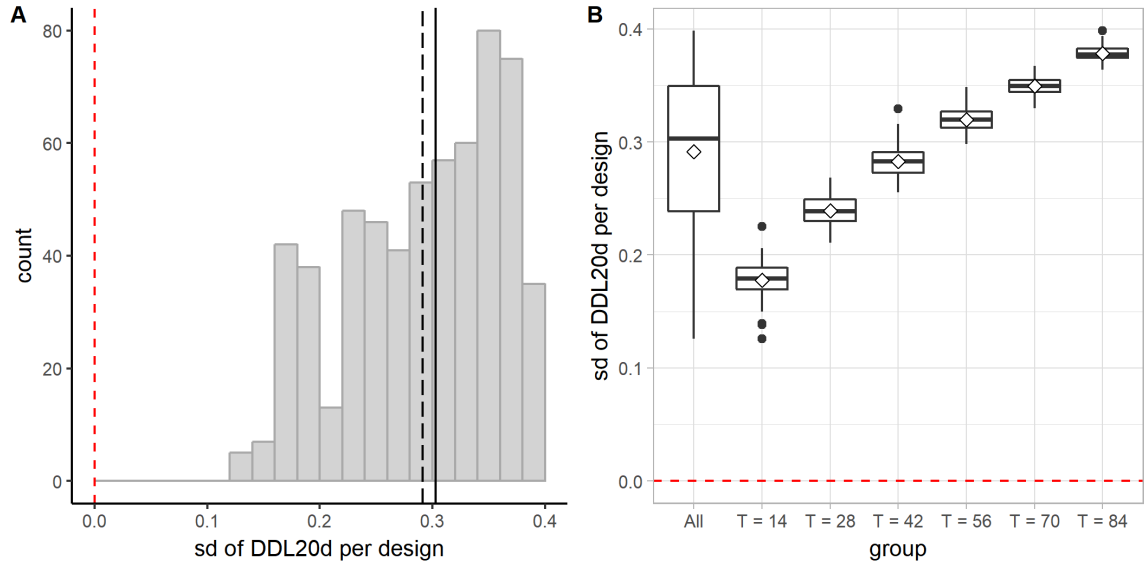 A
count
80
60
40
20
0
0.0 0.1 0.2 0.3 0.4
sd of DDL20d per design
B
sd of DDL20d per design
0.4
0.3
0.2
0.1
0.0
All T = 14 T = 28 T = 42 T = 56 T = 70 T = 84
group